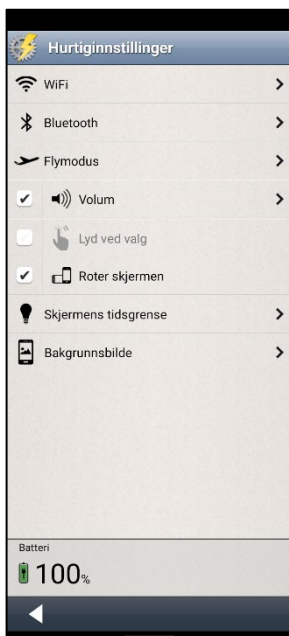 Hurtiginnstillinger
WiFi
Bluetooth
Flymodus
Volum
Lyd ved valg
Roter skjermen
Skjermens tidsgrense
Bakgrunnsbilde
Batteri
100%